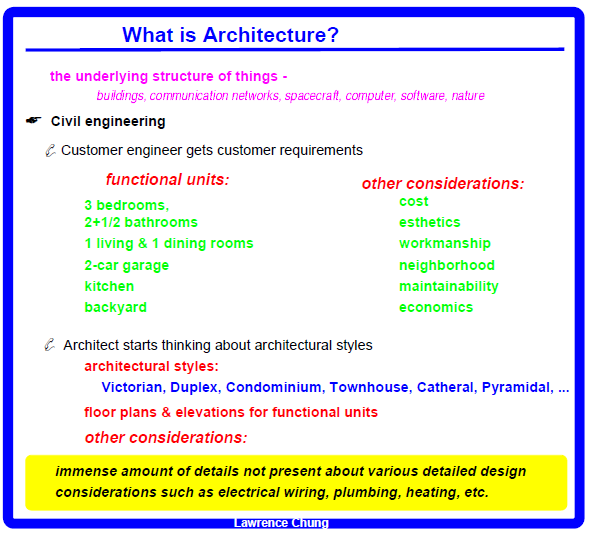 What is Architecture?
the underlying structure of things -
buildings, communication networks, spacecraft, computer, software, nature
Civil engineering
Customer engineer gets customer requirements
functional units:
3 bedrooms,
2+1/2 bathrooms
1 living & 1 dining rooms
2-car garage
kitchen
backyard
other considerations:
cost
esthetics
workmanship
neighborhood
maintainability
economics
Architect starts thinking about architectural styles
architectural styles:
Victorian, Duplex, Condominium, Townhouse, Catheral, Pyramidal, ...
floor plans & elevations for functional units
other considerations:
immense amount of details not present about various detailed design
considerations such as electrical wiring, plumbing, heating, etc.
Lawrence Chung